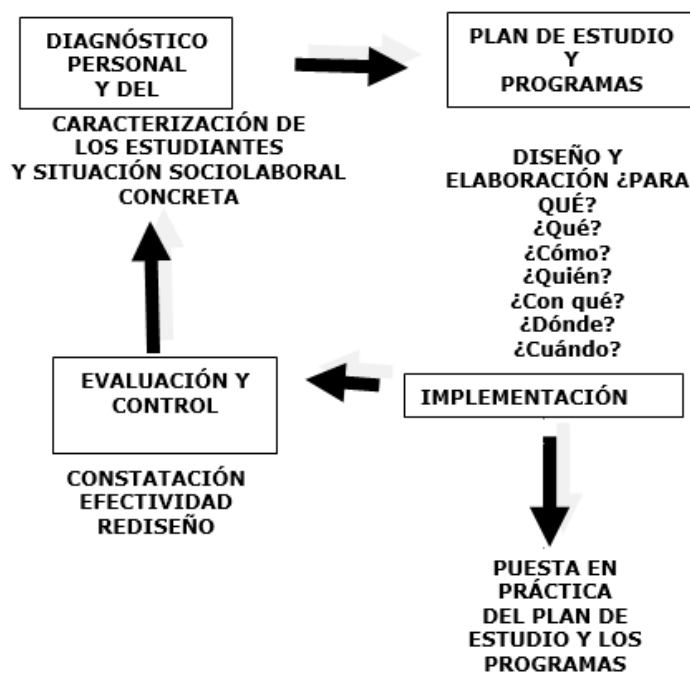 DIAGNÓSTICO
PERSONAL
Y DEL
CARACTERIZACIÓN DE
LOS ESTUDIANTES
Y SITUACIÓN SOCIOLABORAL
CONCRETA
PLAN DE ESTUDIO
Y
PROGRAMAS
DISEÑO Y
ELABORACIÓN ¿PARA
QUÉ?
¿Qué?
¿Cómo?
¿Quién?
¿Con qué?
¿Dónde?
¿Cuándo?
IMPLEMENTACIÓN
PUESTA EN
PRÁCTICA
DEL PLAN DE
ESTUDIO Y LOS
PROGRAMAS
EVALUACIÓN Y
CONTROL
CONSTATACIÓN
EFECTIVIDAD
REDISEÑO